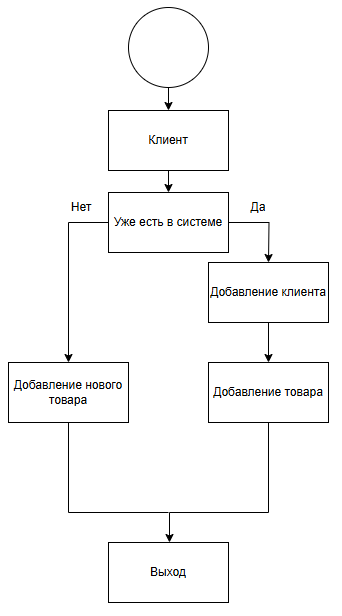 Клиент
Уже есть в системе
Нет
Да
Добавление клиента
Добавление нового
товара
Добавление товара
Выход